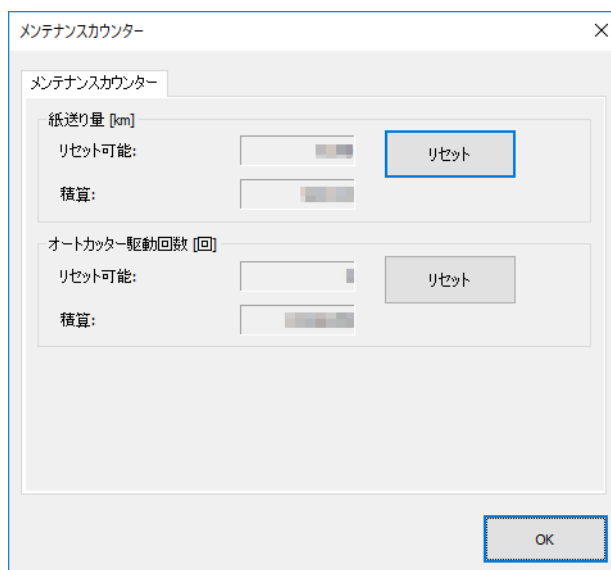 メンテナンスカウンター
メンテナンスカウンター
紙送り量 [km]
リセット可能:
リセット
積算:
オートカッター駆動回数 [回]
リセット可能:
リセット
積算:
OK